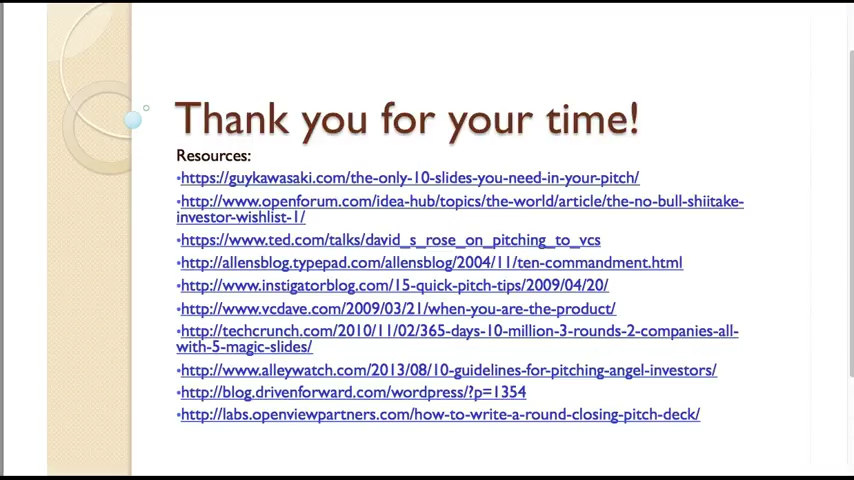 Thank you for your time!
Resources:
•https://guykawasaki.com/the-only-10-slides-you-need-in-your-pitch/
•http://www.openforum.com/idea-hub/topics/the-world/article/the-no-bull-shiitake-
investor-wishlist-1/
•https://www.ted.com/talks/david_s_rose_on_pitching_to_vcs
•http://allensblog.typepad.com/allensblog/2004/11/ten-commandment.html
•http://www.instigatorblog.com/15-quick-pitch-tips/2009/04/20/
•http://www.vcdave.com/2009/03/21/when-you-are-the-product/
•http://techcrunch.com/2010/11/02/365-days-10-million-3-rounds-2-companies-all-
with-5-magic-slides/
•http://www.alleywatch.com/2013/08/10-guidelines-for-pitching-angel-investors/
•http://blog.drivenforward.com/wordpress/?p=1354
•http://labs.openviewpartners.com/how-to-write-a-round-closing-pitch-deck/